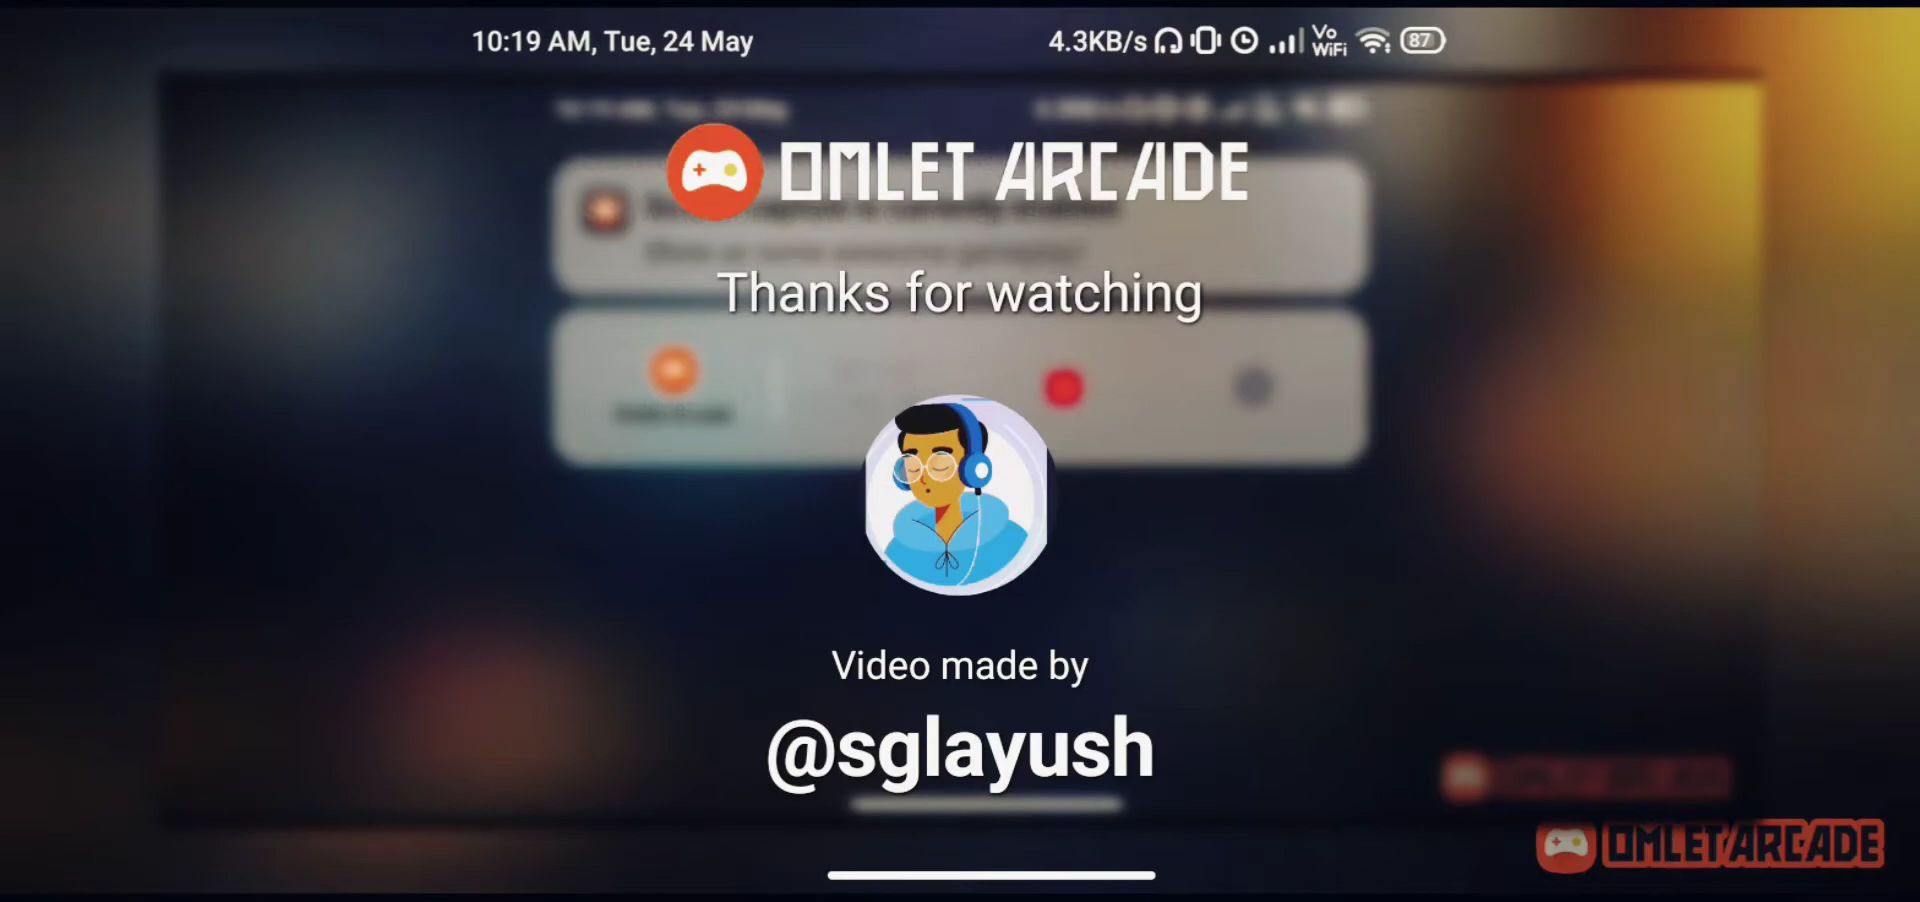 10:19 AM, Tue, 24 May
4.3KB/s Vo WiFi 87
OMLET ARCADE
Thanks for watching
Video made by
@sglayush
OMLET ARCADE